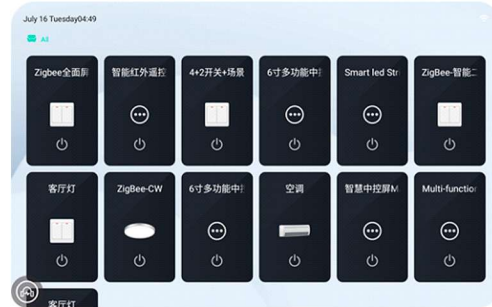 July 16 Tuesday04:49
All
Zigbee全面屏
智能红外遥控
4+2开关+场景
6寸多功能中
Smart led Str
ZigBee-智能二
客厅灯
ZigBee-CW
6寸多功能中
空调
智慧中控屏M
Multi-function
客厅灯